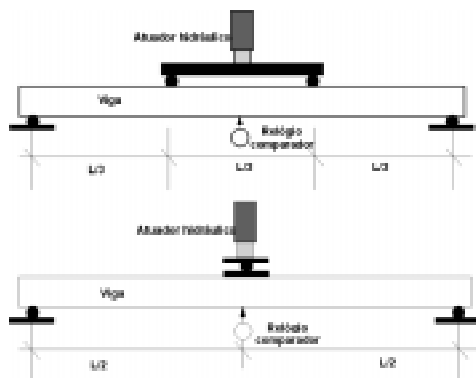 Atuador hidráulico
Viga
Relógio
comparador
L/3
L/3
L/3
Atuador hidráulico
Viga
Relógio
comparador
L/2
L/2